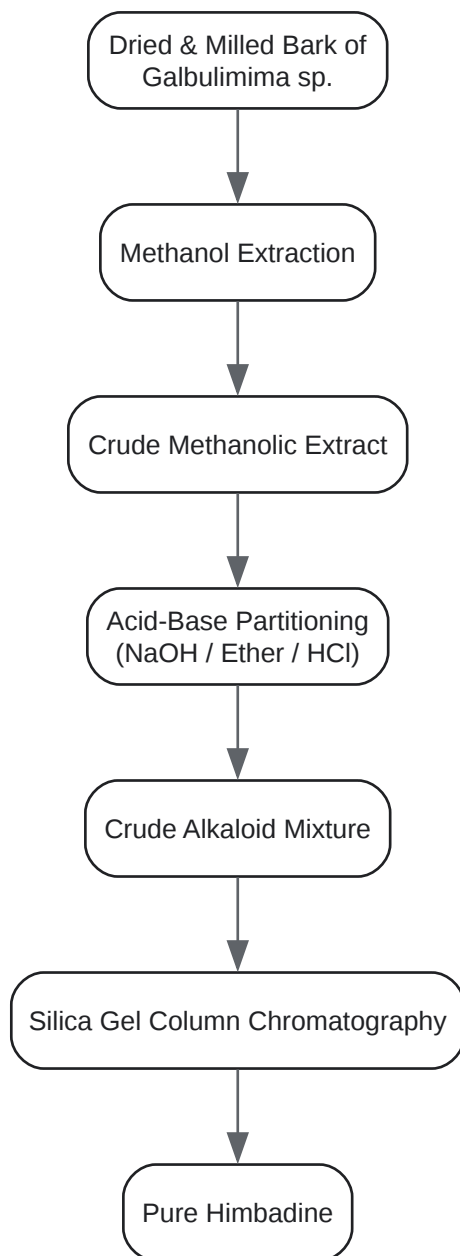 Dried & Milled Bark of
Galbulimima sp.
Methanol Extraction
Crude Methanolic Extract
Acid-Base Partitioning
(NaOH / Ether / HCl)
Crude Alkaloid Mixture
Silica Gel Column Chromatography
Pure Himbadine